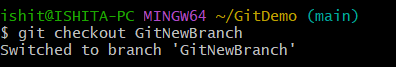 ishit@ISHITA-PC MINGW64 ~/GitDemo (main)
$ git checkout GitNewBranch
Switched to branch 'GitNewBranch'